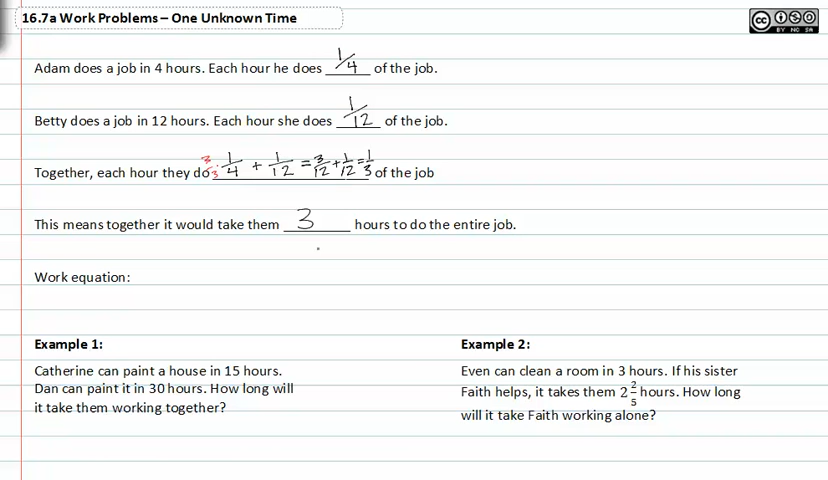 16.7a Work Problems – One Unknown Time
CC BY NC SA
Adam does a job in 4 hours. Each hour he does 1/4 of the job.
Betty does a job in 12 hours. Each hour she does 1/12 of the job.
Together, each hour they do 3/3 · 1/4 + 1/12 = 3/12 + 1/12 = 1/3 of the job
This means together it would take them 3 hours to do the entire job.
Work equation:
Example 1:
Catherine can paint a house in 15 hours.
Dan can paint it in 30 hours. How long will
it take them working together?
Example 2:
Even can clean a room in 3 hours. If his sister
Faith helps, it takes them 2 2/5 hours. How long
will it take Faith working alone?